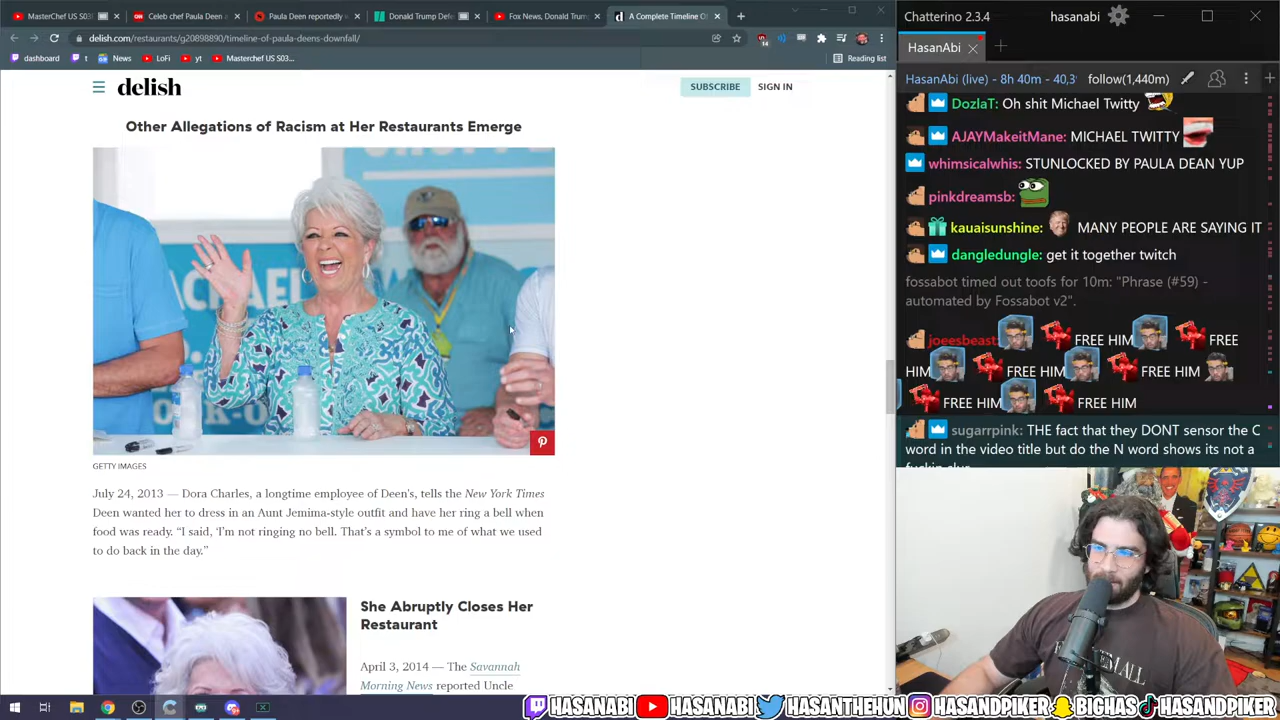 MasterChef US S03
Celeb chef Paula Deen a
Paula Deen reportedly
Donald Trump Defe
Fox News, Donald Trum
A Complete Timeline O
Chatterino 2.3.4
hasanabi
delish.com/restaurants/g20898890/timeline-of-paula-deens-downfall/
dashboard
t
News
LoFi
yt
Masterchef US S03...
Reading list
HasanAbi
HasanAbi (live) - 8h 40m - 40,3
follow(1,440m)
delish
SUBSCRIBE
SIGN IN
Other Allegations of Racism at Her Restaurants Emerge
GETTY IMAGES
July 24, 2013 — Dora Charles, a longtime employee of Deen's, tells the New York Times
Deen wanted her to dress in an Aunt Jemima-style outfit and have her ring a bell when
food was ready. “I said, ‘I'm not ringing no bell. That's a symbol to me of what we used
to do back in the day.”
She Abruptly Closes Her
Restaurant
April 3, 2014 — The Savannah
Morning News reported Uncle
DozlaT: Oh shit Michael Twitty
AJAYMakeitMane: MICHAEL TWITTY
whimsicalwhis: STUNLOCKED BY PAULA DEAN YUP
pinkdreamsb:
kauaisunshine: MANY PEOPLE ARE SAYING IT
dangledungle: get it together twitch
fossabot timed out toofs for 10m: "Phrase (#59) -
automated by Fossabot v2".
joeesbeast: FREE HIM FREE
HIM FREE HIM FREE HIM
FREE HIM FREE HIM
sugarrpink: THE fact that they DONT sensor the C
word in the video title but do the N word shows its not a
HASANABI HASANABI HASANTHEHUN HASANDPIKER BIGHAS HASANDPIKER